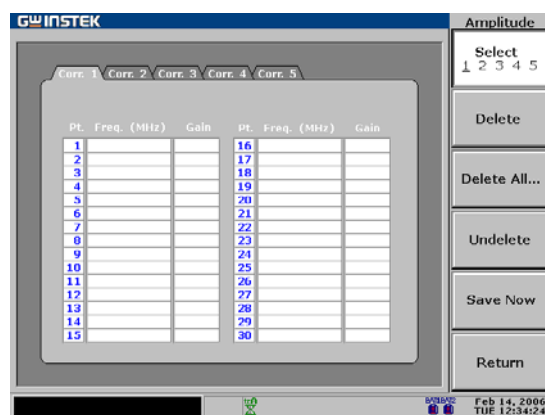 GWINSTEK
Amplitude
Select
1 2 3 4 5
Corr. 1 Corr. 2 Corr. 3 Corr. 4 Corr. 5
Delete
Pt. Freq. (MHz) Gain Pt. Freq. (MHz) Gain
1 16
2 17
3 18
4 19
5 20
6 21
7 22
8 23
9 24
10 25
11 26
12 27
13 28
14 29
15 30
Delete All...
Undelete
Save Now
Return
Feb 14, 2006
TUE 12:34:24